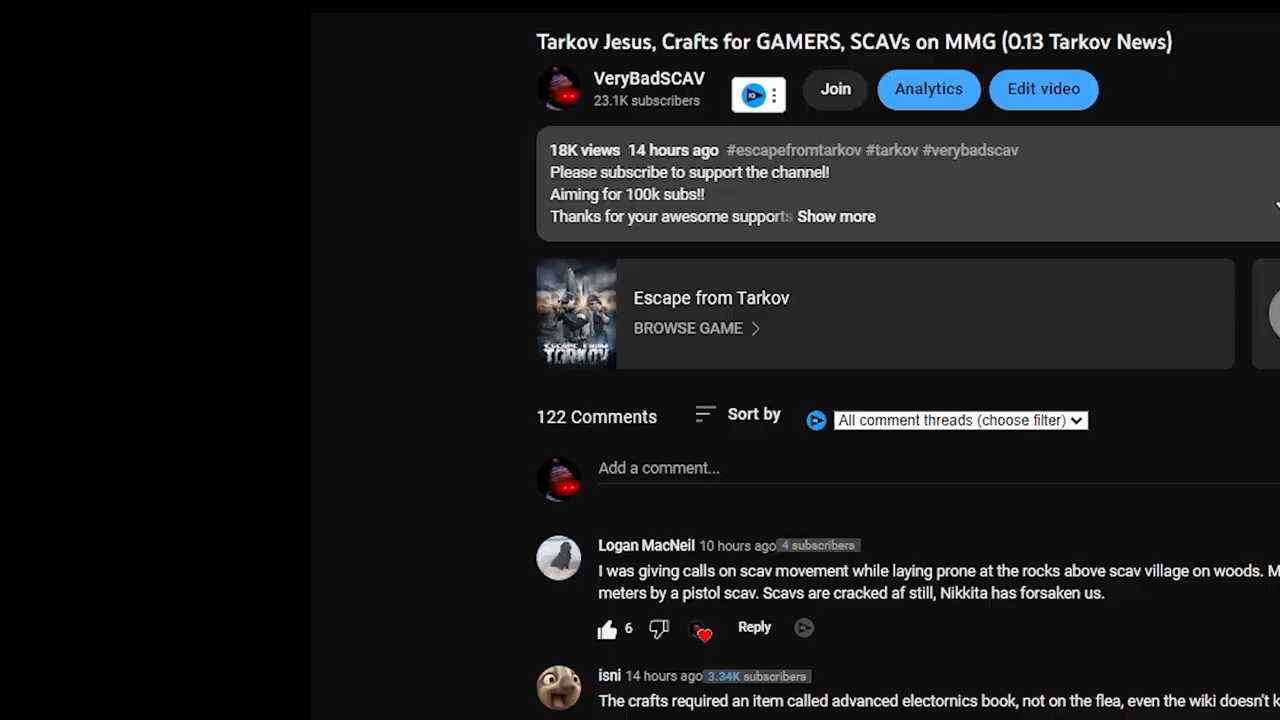 Tarkov Jesus, Crafts for GAMERS, SCAVs on MMG (0.13 Tarkov News)
VeryBadSCAV
23.1K subscribers
Join
Analytics
Edit video
18K views 14 hours ago #escapefromtarkov #tarkov #verybadscav
Please subscribe to support the channel!
Aiming for 100k subs!!
Thanks for your awesome supports Show more
ESCAPE FROM
TARKOV
Escape from Tarkov
BROWSE GAME
122 Comments
Sort by
All comment threads (choose filter)
Add a comment...
Logan MacNeil 10 hours ago 4 subscribers
I was giving calls on scav movement while laying prone at the rocks above scav village on woods. M
meters by a pistol scav. Scavs are cracked af still, Nikkita has forsaken us.
6
Reply
isni 14 hours ago 3.34K subscribers
The crafts required an item called advanced electornics book, not on the flea, even the wiki doesn't k